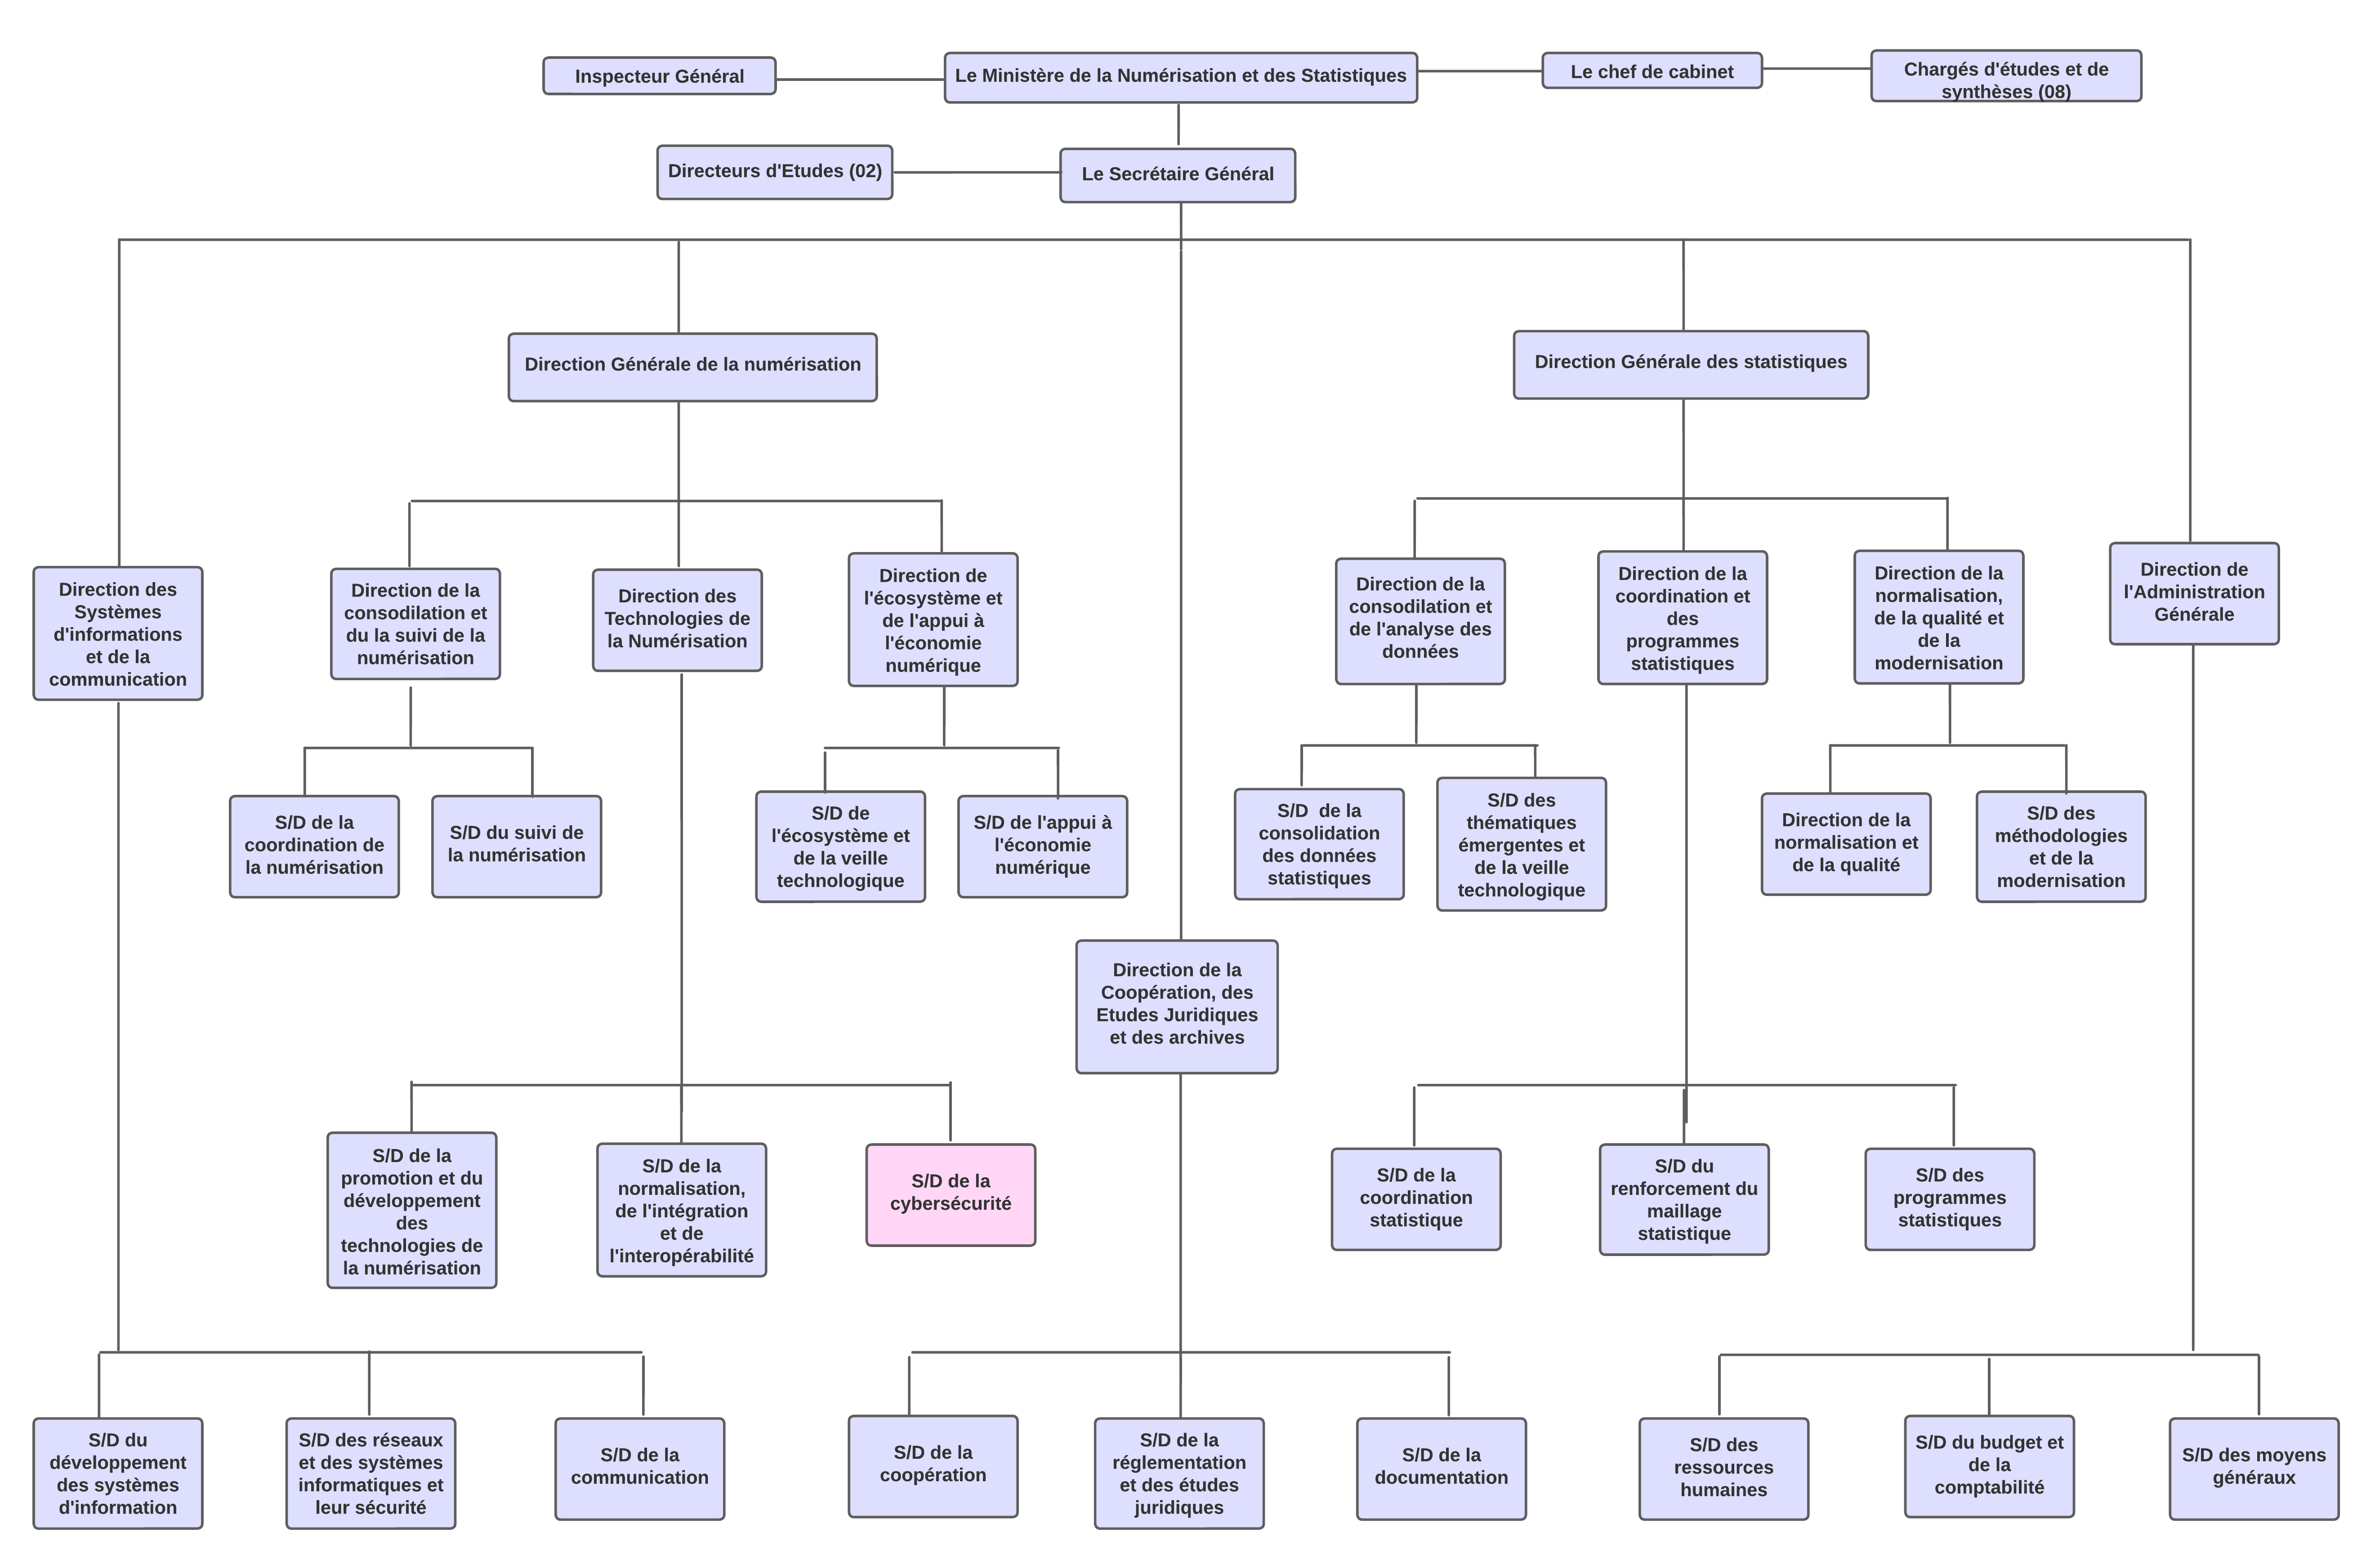 Inspecteur Général
Le Ministère de la Numérisation et des Statistiques
Le chef de cabinet
Chargés d'études et de
synthèses (08)
Directeurs d'Etudes (02)
Le Secrétaire Général
Direction Générale de la numérisation
Direction Générale des statistiques
Direction des
Systèmes
d'informations
et de la
communication
Direction de la
consodilation et
du la suivi de la
numérisation
Direction des
Technologies de
la Numérisation
Direction de
l'écosystème et
de l'appui à
l'économie
numérique
Direction de la
consodilation et
de l'analyse des
données
Direction de la
coordination et
des
programmes
statistiques
Direction de la
normalisation,
de la qualité et
de la
modernisation
Direction de
l'Administration
Générale
S/D de la
coordination de
la numérisation
S/D du suivi de
la numérisation
S/D de
l'écosystème et
de la veille
technologique
S/D de l'appui à
l'économie
numérique
S/D  de la
consolidation
des données
statistiques
S/D des
thématiques
émergentes et
de la veille
technologique
Direction de la
normalisation et
de la qualité
S/D des
méthodologies
et de la
modernisation
Direction de la
Coopération, des
Etudes Juridiques
et des archives
S/D de la
promotion et du
développement
des
technologies de
la numérisation
S/D de la
normalisation,
de l'intégration
et de
l'interopérabilité
S/D de la
cybersécurité
S/D de la
coordination
statistique
S/D du
renforcement du
maillage
statistique
S/D des
programmes
statistiques
S/D du
développement
des systèmes
d'information
S/D des réseaux
et des systèmes
informatiques et
leur sécurité
S/D de la
communication
S/D de la
coopération
S/D de la
réglementation
et des études
juridiques
S/D de la
documentation
S/D des
ressources
humaines
S/D du budget et
de la
comptabilité
S/D des moyens
généraux